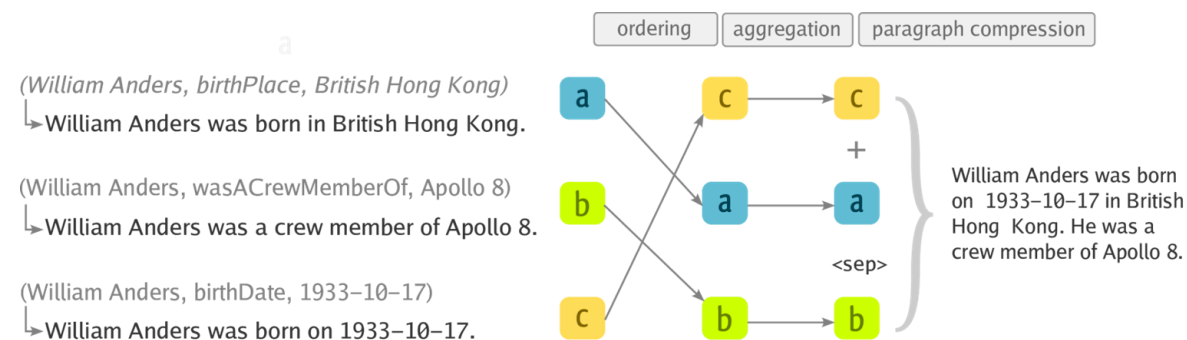 ordering aggregation paragraph compression
a
(William Anders, birthPlace, British Hong Kong)
William Anders was born in British Hong Kong.
(William Anders, wasACrewMemberOf, Apollo 8)
William Anders was a crew member of Apollo 8.
(William Anders, birthDate, 1933-10-17)
William Anders was born on 1933-10-17.
a c c
+
b a a
<sep>
c b b
William Anders was born
on 1933-10-17 in British
Hong Kong. He was a
crew member of Apollo 8.